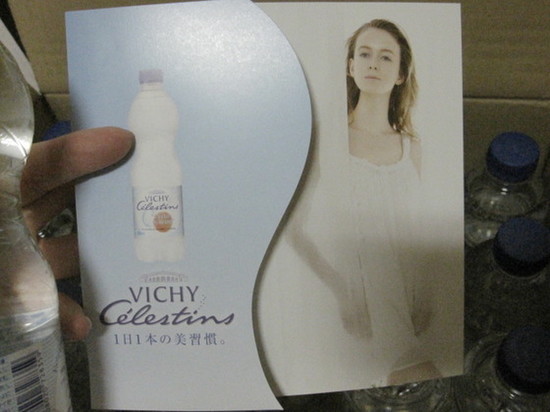 VICHY
Célestins
VICHY
Célestins
1日1本の美習慣。